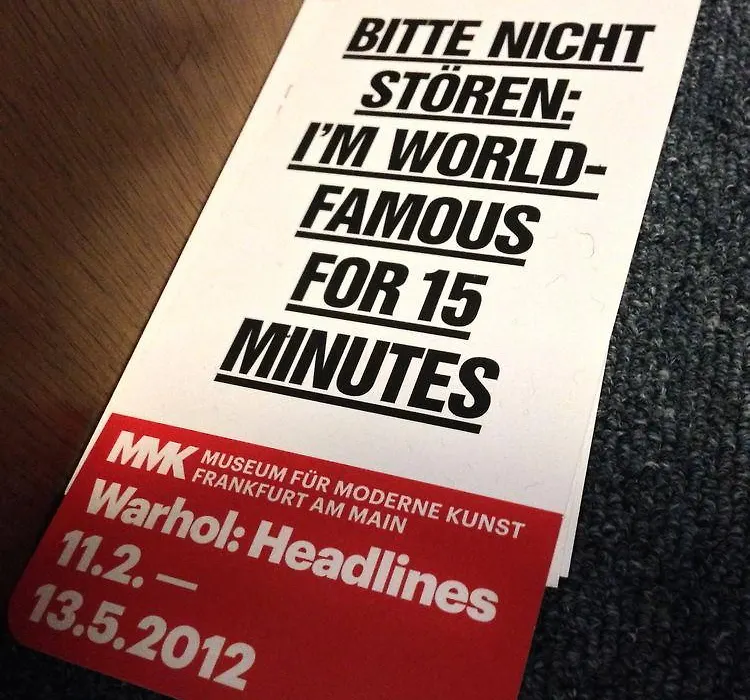 BITTE NICHT
STÖREN:
I'M WORLD-
FAMOUS
FOR 15
MINUTES
MMK MUSEUM FÜR MODERNE KUNST
FRANKFURT AM MAIN
Warhol: Headlines
11.2. —
13.5.2012